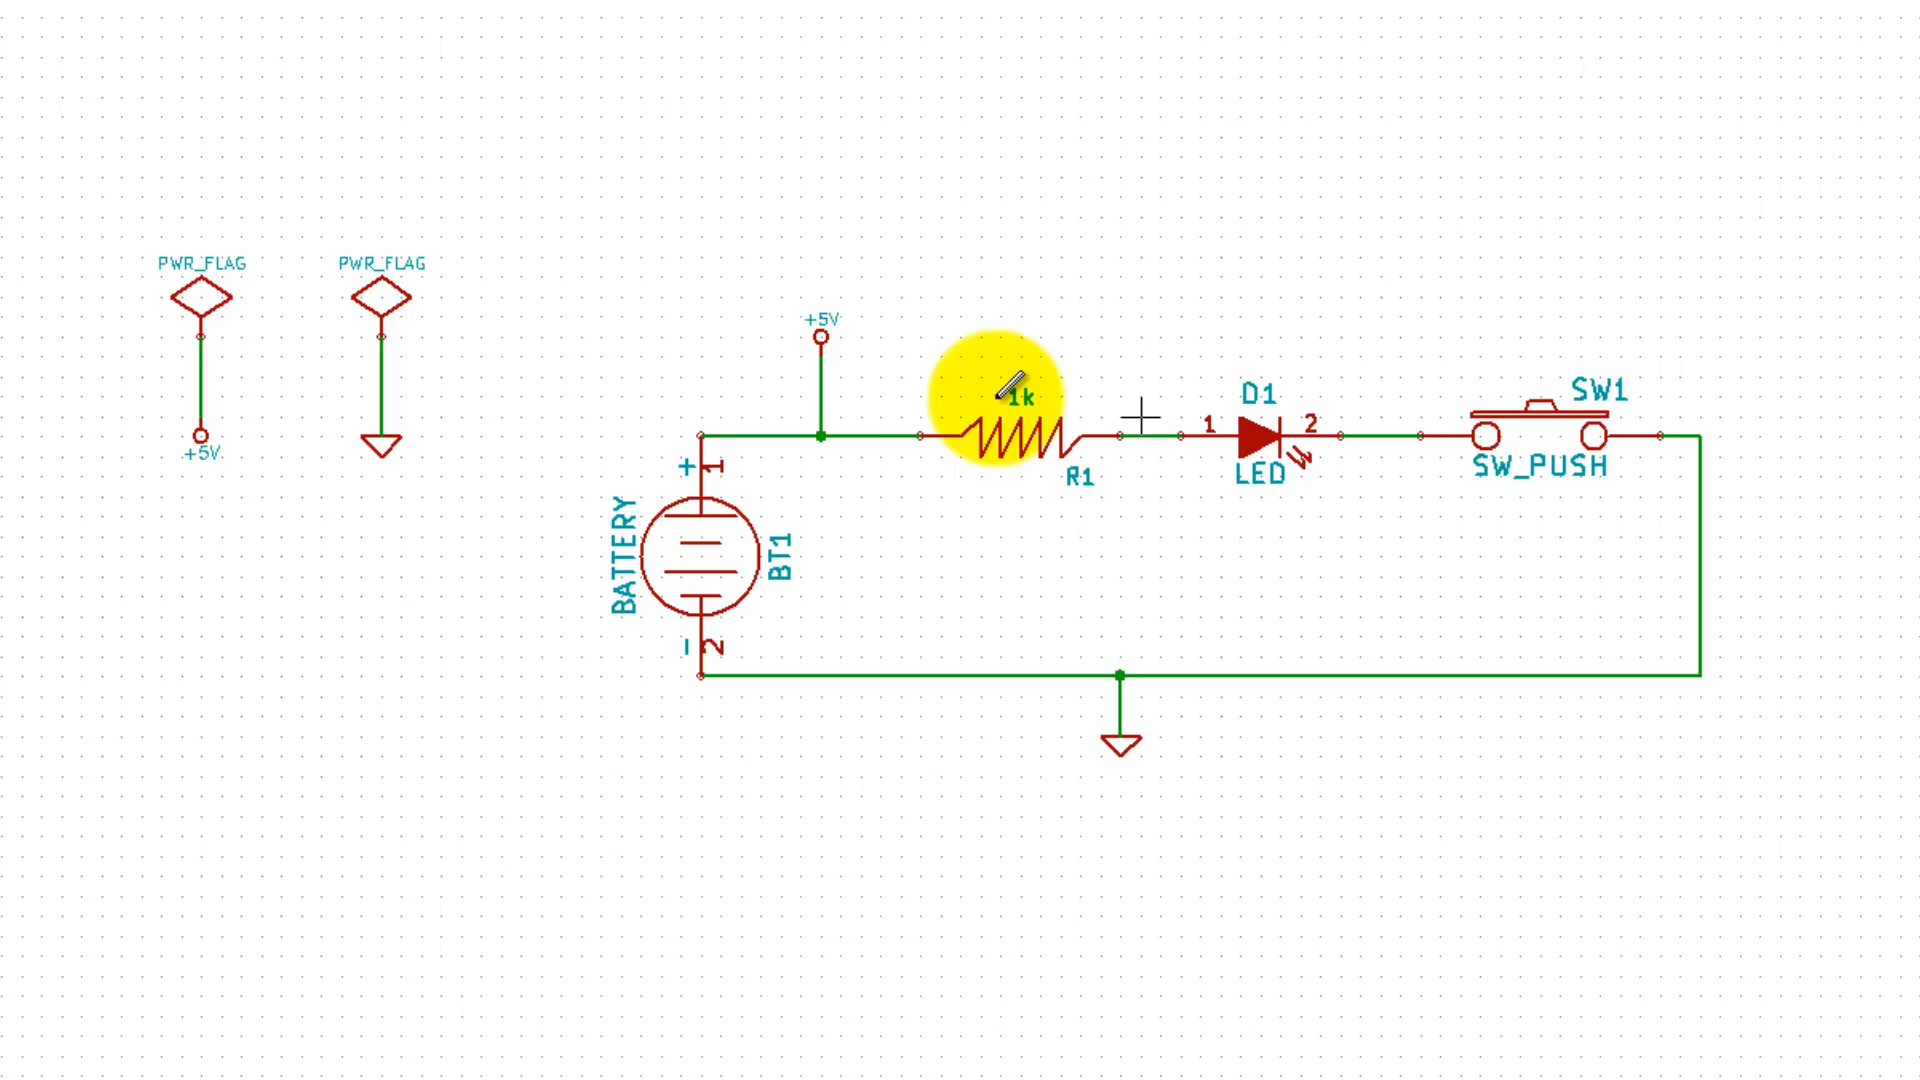 PWR_FLAG
PWR_FLAG
+5V
+5V
1k
R1
D1
1
2
LED
SW1
SW_PUSH
+
1
BATTERY
BT1
-
2